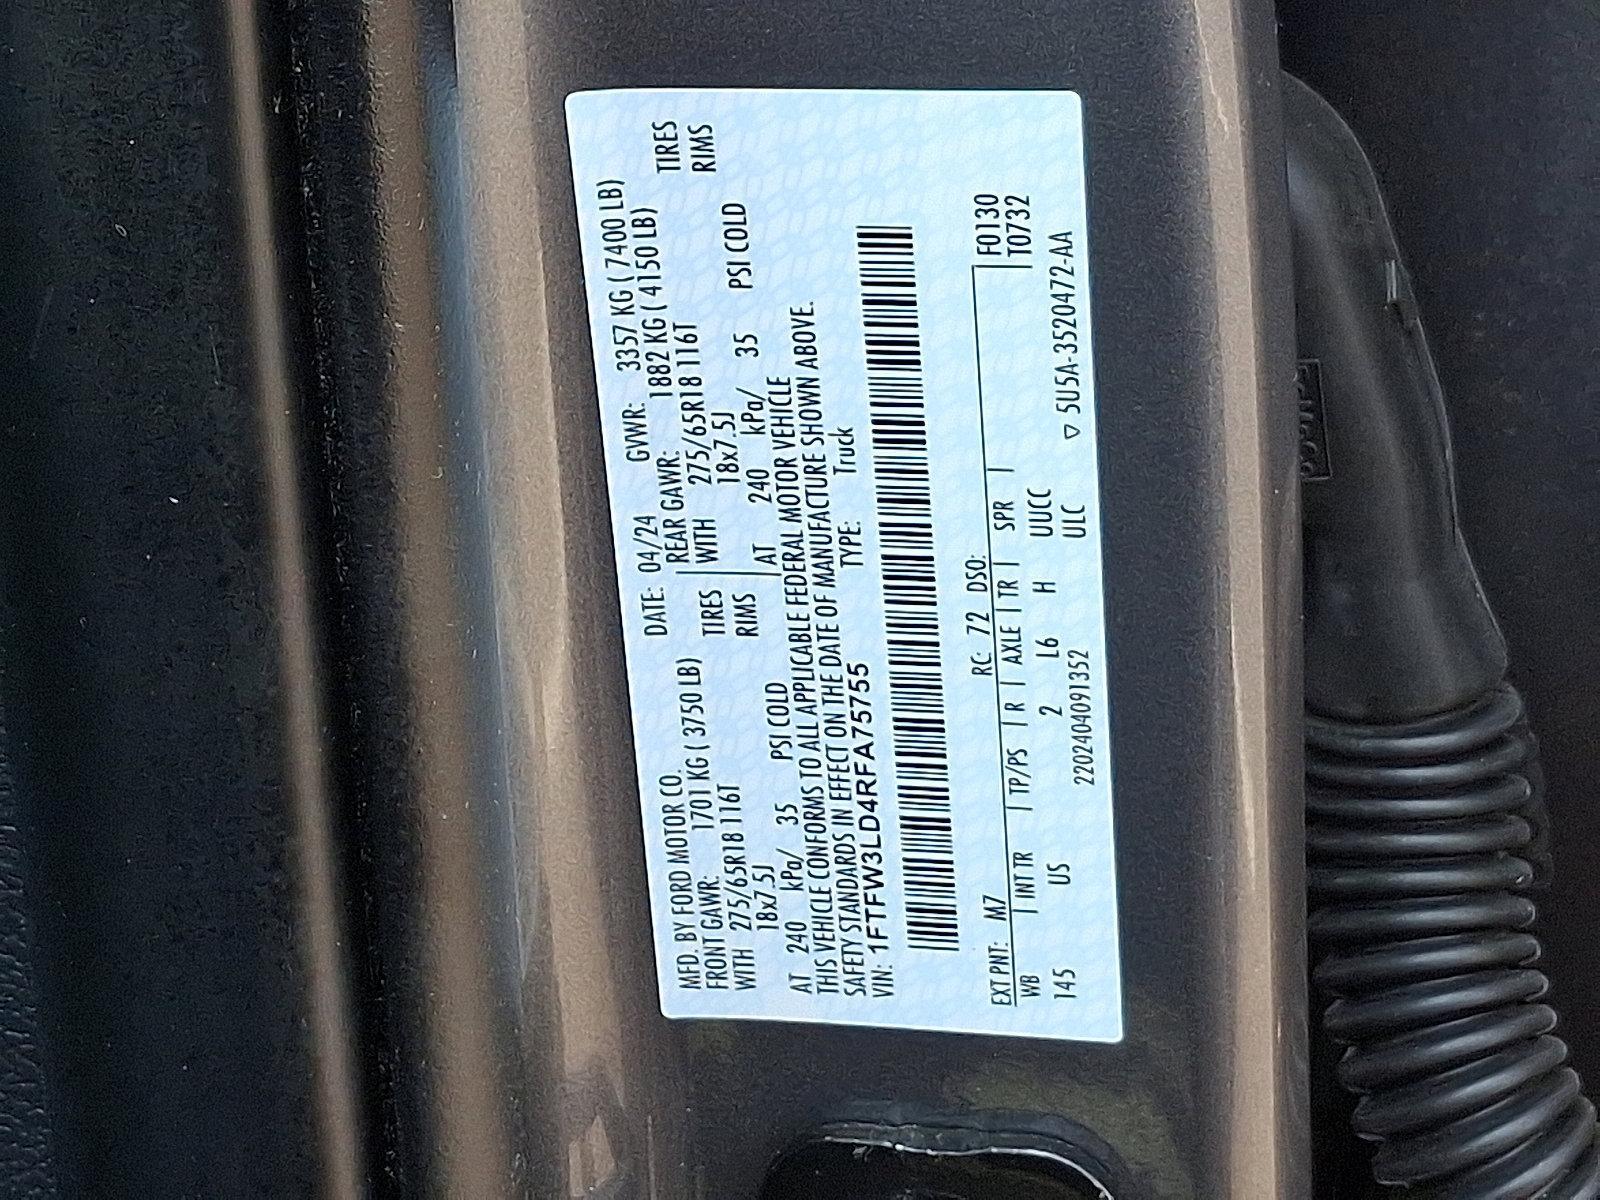 MFD. BY FORD MOTOR CO. DATE: 04/24 GVWR: 3357 KG ( 7400 LB)
FRONT GAWR: 1701 KG ( 3750 LB) REAR GAWR: 1882 KG ( 4150 LB)
WITH 275/65R18 116T TIRES WITH 275/65R18 116T TIRES
18x7.5J RIMS 18x7.5J RIMS
AT 240 kPa/ 35 PSI COLD AT 240 kPa/ 35 PSI COLD
THIS VEHICLE CONFORMS TO ALL APPLICABLE FEDERAL MOTOR VEHICLE
SAFETY STANDARDS IN EFFECT ON THE DATE OF MANUFACTURE SHOWN ABOVE.
VIN: 1FTFW3LD4RFA75755 TYPE: Truck
EXT PNT: M7 RC: 72 DSO: F0130
WB INT TR TP/PS R AXLE TR SPR T0732
145 US 2 L6 H UUCC
ULC
2202404091352 ▽ 5U5A-3520472-AA